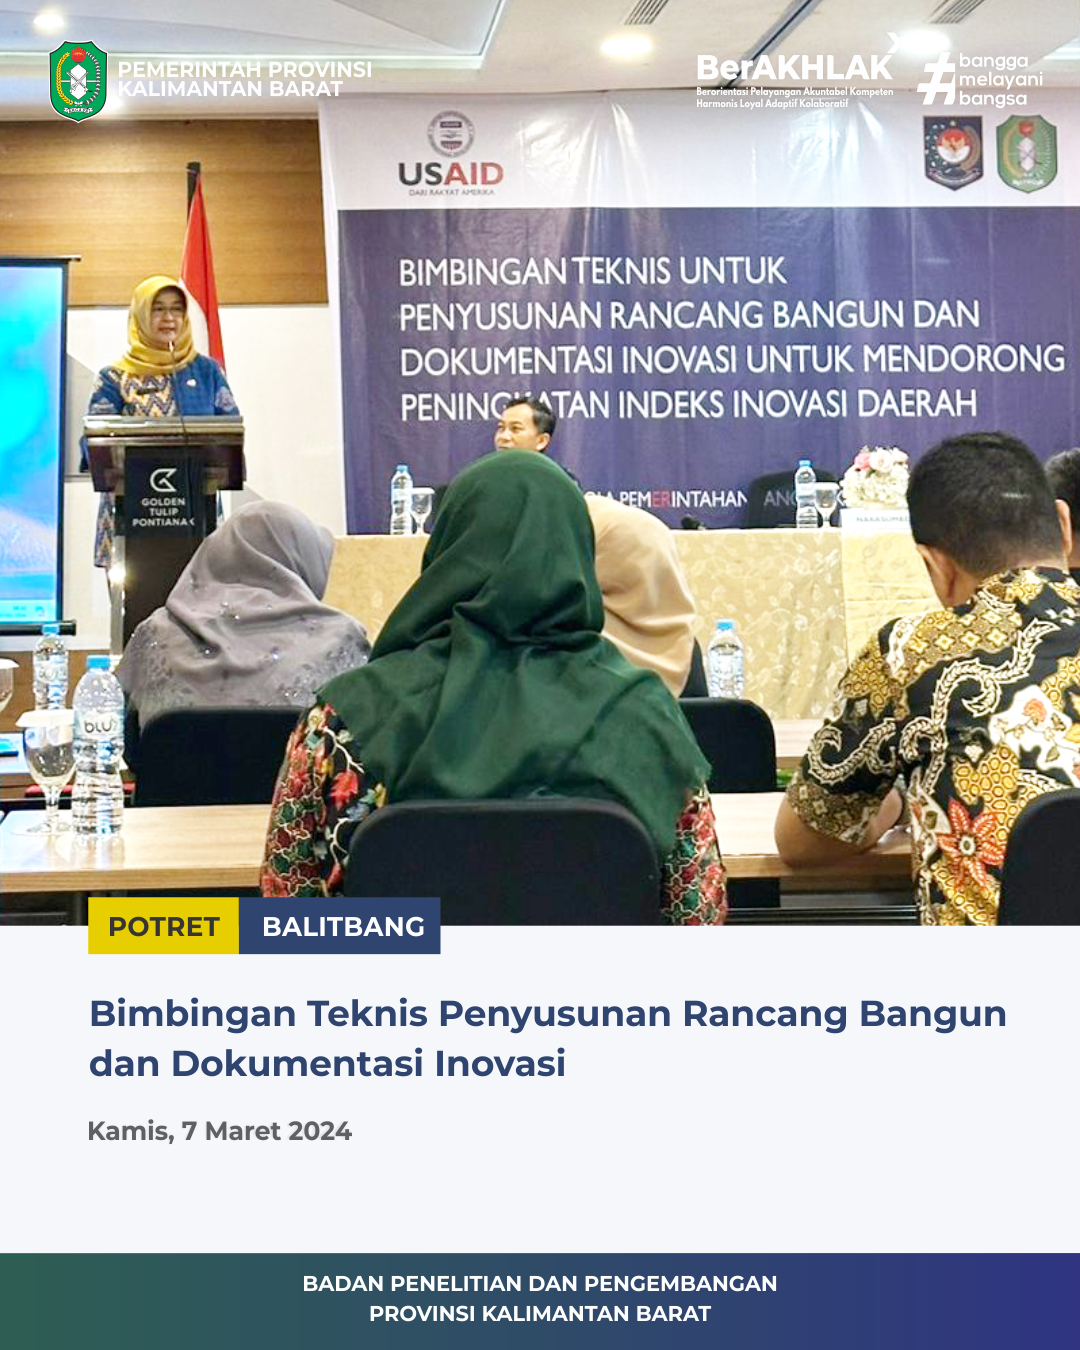 PEMERINTAH PROVINSI
KALIMANTAN BARAT
BerAKHLAK
Berorientasi Pelayanan Akuntabel Kompeten
Harmonis Loyal Adaptif Kolaboratif
#bangga
melayani
bangsa
USAID
DARI RAKYAT AMERIKA
BIMBINGAN TEKNIS UNTUK
PENYUSUNAN RANCANG BANGUN DAN
DOKUMENTASI INOVASI UNTUK MENDORONG
PENINGKATAN INDEKS INOVASI DAERAH
PEMERINTAHAN
GOLDEN
TULIP
PONTIANAK
blu
POTRET BALITBANG
Bimbingan Teknis Penyusunan Rancang Bangun
dan Dokumentasi Inovasi
Kamis, 7 Maret 2024
BADAN PENELITIAN DAN PENGEMBANGAN
PROVINSI KALIMANTAN BARAT